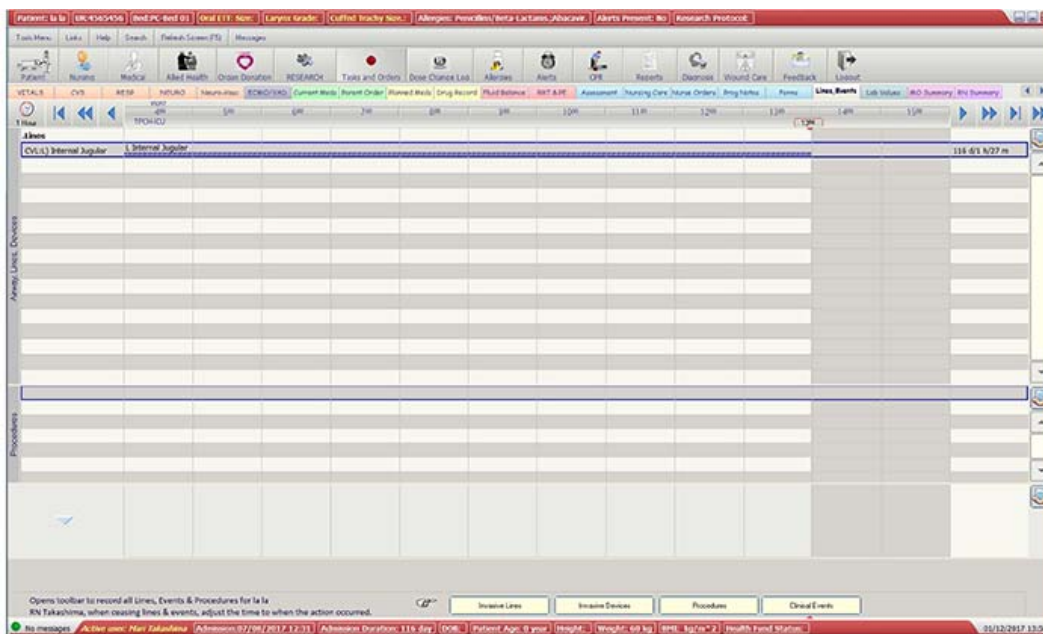 Patient: la la UR:4565456 Bed:PC-Bed 01 Oral ETT: Size: Larynx Grade: Cuffed Trachy Size.: Allergies: Penicillins/Beta-Lactams.;Abacavir. Alerts Present: No Research Protocol:
Tools Menu Links Help Search Refresh Screen (F5) Messages
Patient Nursing Medical Allied Health Organ Donation RESEARCH Tasks and Orders Dose Change Log Allergies Alerts CPR Reports Diagnosis Wound Care Feedback Logout
VITALS CVS RESP NEURO Current Meds Parent Order Planned Meds Drug Record Fluid Balance RRT & PE Assessment Nursing Care Nurse Orders Prog Notes Forms Lines, Events Lab Values MO Summary RN Summary
1 Hour 4pm 5pm 6pm 7pm 8pm 9pm 10pm 11pm 12pm 13pm 14pm 15pm
TPCH-ICU
.Lines
CVL:L) Internal Jugular L Internal Jugular 116 d/1 h/27 m
Airway, Lines, Devices
Procedures
Opens toolbar to record all Lines, Events & Procedures for la la
RN Takashima, when ceasing lines & events, adjust the time to when the action occurred.
Invasive Lines Invasive Devices Procedures Clinical Events
No messages Active user: Mari Takashima Admission:07/08/2017 12:31 Admission Duration: 116 day DOB: Patient Age: 0 year Height: Weight: 60 kg BMI: kg/m^2 Health Fund Status: 01/12/2017 13:5